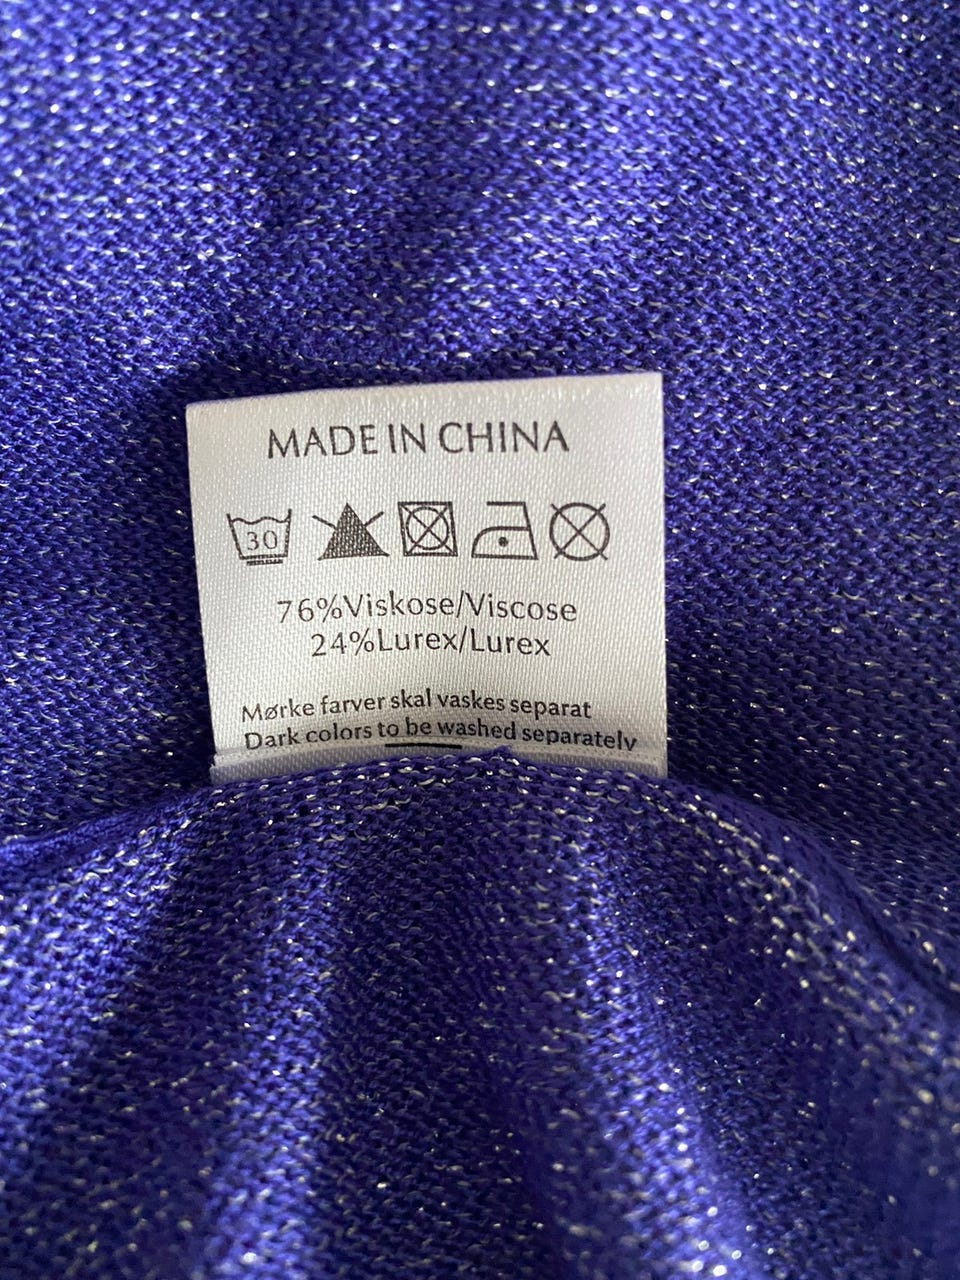 MADE IN CHINA
30
76%Viskose/Viscose
24%Lurex/Lurex
Mørke farver skal vaskes separat
Dark colors to be washed separately